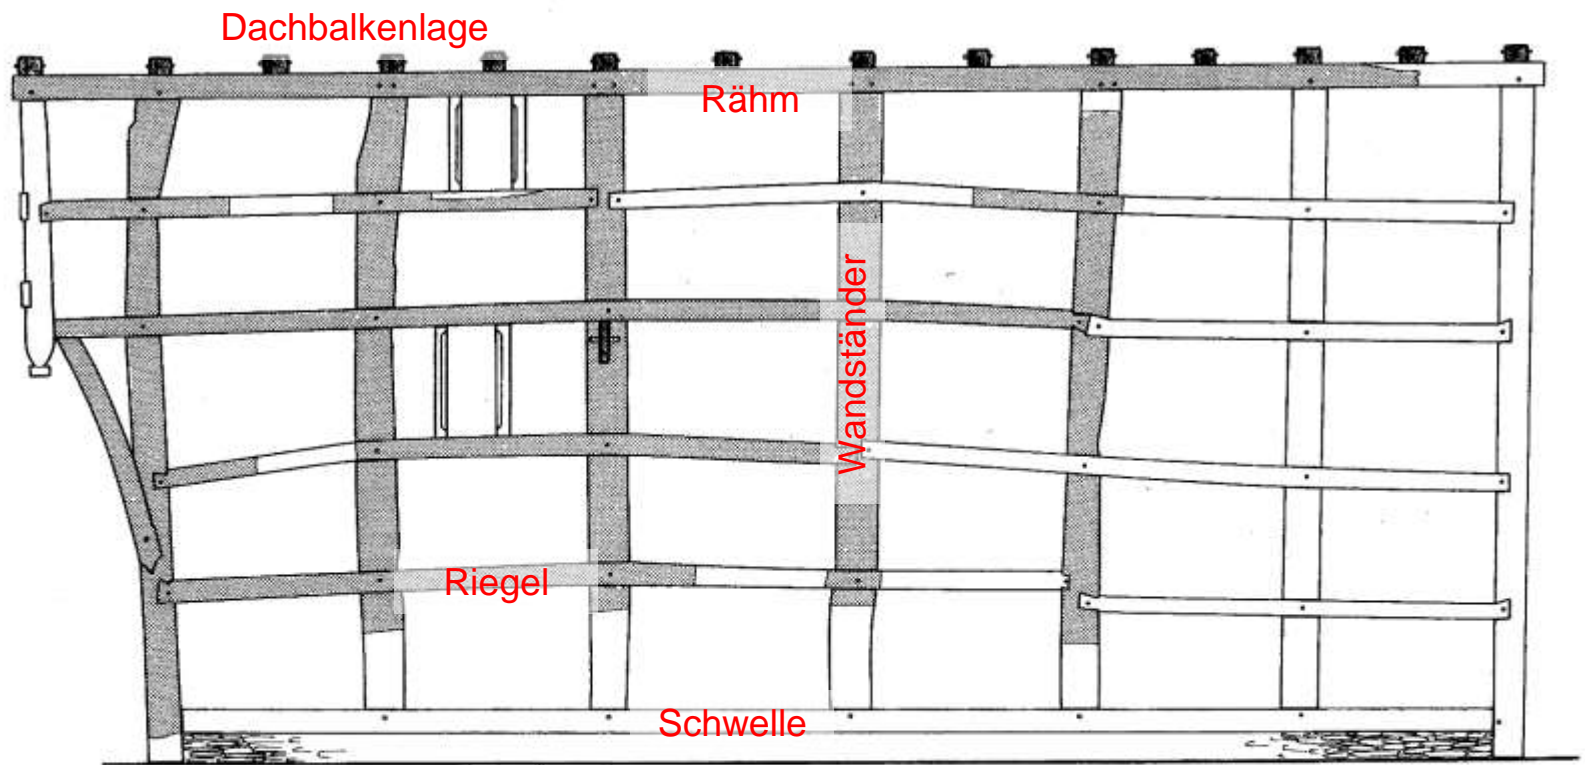 Dachbalkenlage
Rähm
Wandständer
Riegel
Schwelle